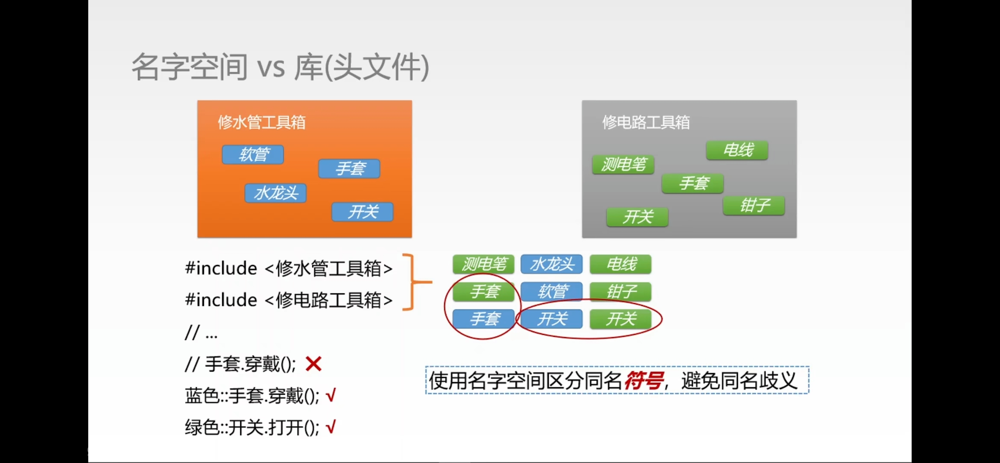 名字空间 vs 库(头文件)
修水管工具箱
软管
手套
水龙头
开关
修电路工具箱
电线
测电笔
手套
钳子
开关
#include <修水管工具箱>
#include <修电路工具箱>
// ...
// 手套.穿戴(); ×
蓝色::手套.穿戴(); √
绿色::开关.打开(); √
测电笔 水龙头 电线
手套 软管 钳子
手套 开关 开关
使用名字空间区分同名符号，避免同名歧义